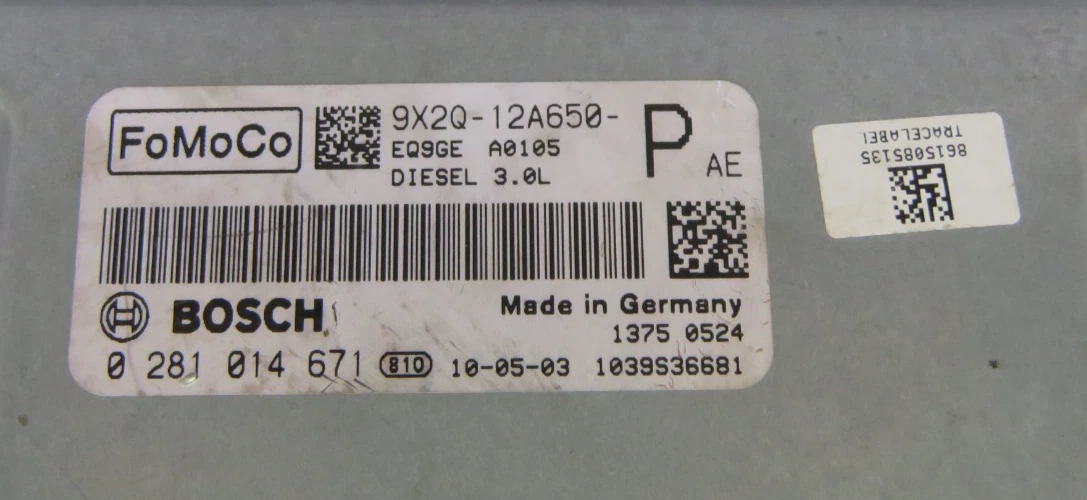 FoMoCo
9X2Q-12A650-
P
AE
EQ9GE A0105
DIESEL 3.0L
BOSCH
Made in Germany
1375 0524
0 281 014 671 810 10-05-03 1039S36681
8615085135
TRACELABEL